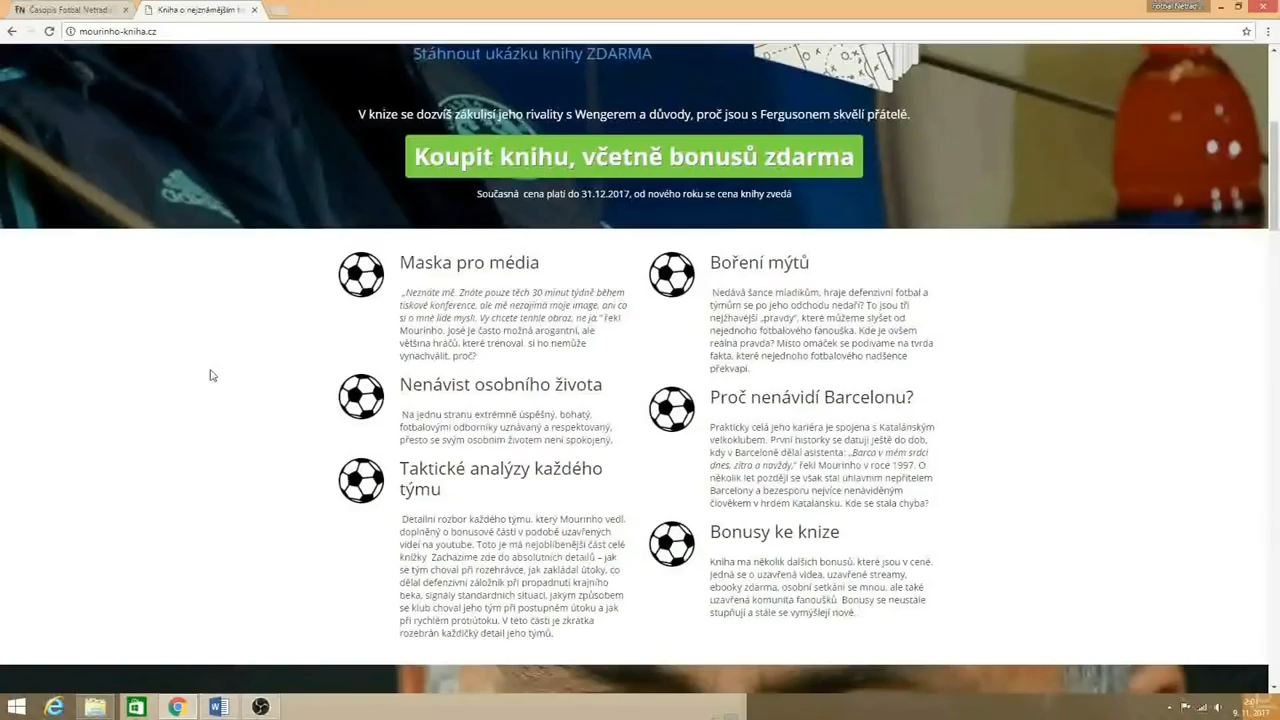 Časopis Fotbal Netradi
Kniha o nejznámějším t
Fotbal Netrad
mourinho-kniha.cz
Stáhnout ukázku knihy ZDARMA
V knize se dozvíš zákulisí jeho rivality s Wengerem a důvody, proč jsou s Fergusonem skvělí přátelé.
Koupit knihu, včetně bonusů zdarma
Současná cena platí do 31.12.2017, od nového roku se cena knihy zvedá
Maska pro média
„Neznáte mě. Znáte pouze těch 30 minut týdně během
tiskové konference, ale mě nezajímá moje image, ani co
si o mně lidé myslí. Vy chcete tenhle obraz, ne já." řekl
Mourinho. José je často možná arogantní, ale
většina hráčů, které trénoval, si ho nemůže
vynachválit, proč?
Nenávist osobního života
Na jednu stranu extrémně úspěšný, bohatý,
fotbalovými odborníky uznávaný a respektovaný,
přesto se svým osobním životem není spokojený.
Taktické analýzy každého
týmu
Detailní rozbor každého týmu, který Mourinho vedl,
doplněný o bonusové části v podobě uzavřených
videí na youtube. Toto je má nejoblíbenější část celé
knížky. Zacházíme zde do absolutních detailů – jak
se tým choval při rozehrávce, jak zakládal útoky, co
dělal defenzivní záložník při propadnutí krajního
beka, signály standardních situací, jakým způsobem
se klub choval jeho tým při postupném útoku a jak
při rychlém protiútoku. V této části je zkrátka
rozebrán každičký detail jeho týmů.
Boření mýtů
Nedává šance mladíkům, hraje defenzivní fotbal a
týmům se po jeho odchodu nedaří? To jsou tři
nejžhavější „pravdy", které můžeme slyšet od
nejednoho fotbalového fanouška. Kde je ovšem
reálná pravda? Místo omáček se podíváme na tvrdá
fakta, které nejednoho fotbalového nadšence
překvapí.
Proč nenávidí Barcelonu?
Prakticky celá jeho kariéra je spojena s Katalánským
velkoklubem. První historky se datují ještě do dob,
kdy v Barceloně dělal asistenta: „Barca v mém srdci
dnes, zítra a navždy," řekl Mourinho v roce 1997. O
několik let později se však stal úhlavním nepřítelem
Barcelony a bezesporu nejvíce nenáviděným
člověkem v hrdém Katalánsku. Kde se stala chyba?
Bonusy ke knize
Kniha má několik dalších bonusů, které jsou v ceně.
Jedná se o uzavřená videa, uzavřené streamy,
ebooky zdarma, osobní setkání se mnou, ale také
uzavřená komunita fanoušků. Bonusy se neustále
stupňují a stále se vymýšlejí nové.
2:01
9. 11. 2017